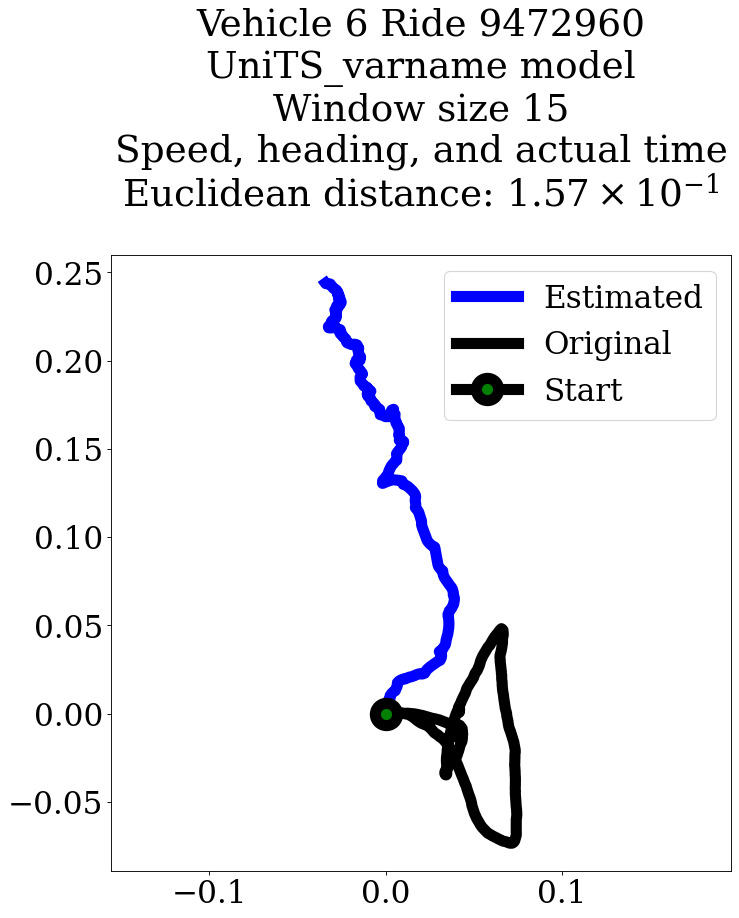 Vehicle 6 Ride 9472960
UniTS_varname model
Window size 15
Speed, heading, and actual time
Euclidean distance: 1.57 × 10⁻¹
0.25
0.20
0.15
0.10
0.05
0.00
−0.05
−0.1
0.0
0.1
Estimated
Original
Start